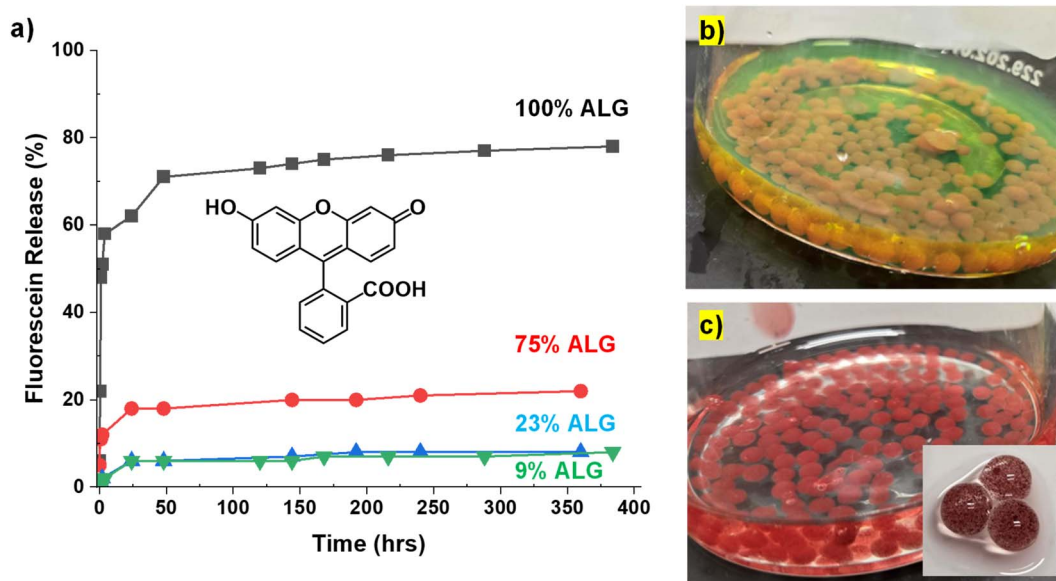 a)
100
80
60
40
20
0
Fluorescein Release (%)
0 50 100 150 200 250 300 350 400
Time (hrs)
100% ALG
75% ALG
23% ALG
9% ALG
HO
O
O
COOH
b)
c)